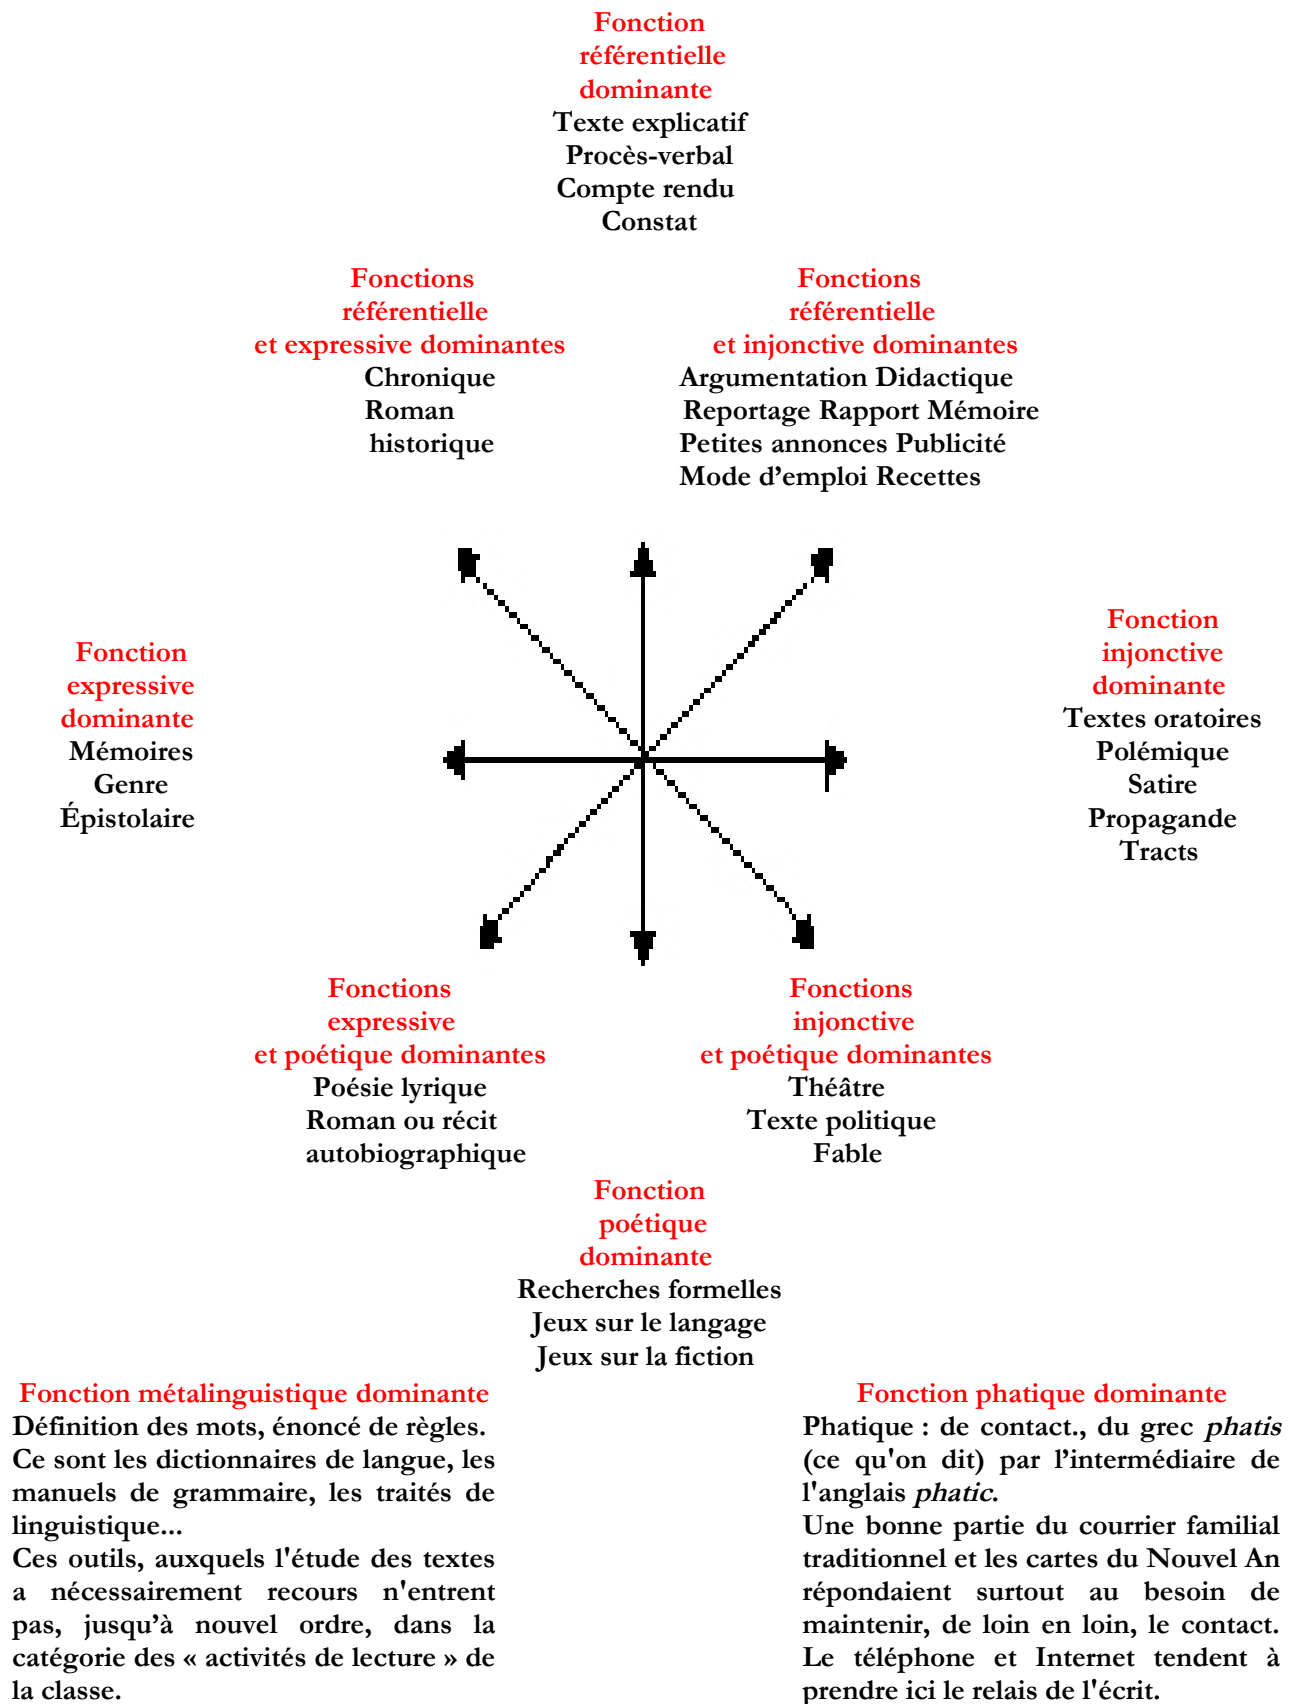 Fonction
référentielle
dominante
Texte explicatif
Procès-verbal
Compte rendu
Constat
Fonctions
référentielle
et expressive dominantes
Chronique
Roman
historique
Fonctions
référentielle
et injonctive dominantes
Argumentation Didactique
Reportage Rapport Mémoire
Petites annonces Publicité
Mode d’emploi Recettes
Fonction
expressive
dominante
Mémoires
Genre
Épistolaire
Fonction
injonctive
dominante
Textes oratoires
Polémique
Satire
Propagande
Tracts
Fonctions
expressive
et poétique dominantes
Poésie lyrique
Roman ou récit
autobiographique
Fonctions
injonctive
et poétique dominantes
Théâtre
Texte politique
Fable
Fonction
poétique
dominante
Recherches formelles
Jeux sur le langage
Jeux sur la fiction
Fonction métalinguistique dominante
Définition des mots, énoncé de règles.
Ce sont les dictionnaires de langue, les
manuels de grammaire, les traités de
linguistique...
Ces outils, auxquels l'étude des textes
a nécessairement recours n'entrent
pas, jusqu’à nouvel ordre, dans la
catégorie des « activités de lecture » de
la classe.
Fonction phatique dominante
Phatique : de contact., du grec phatis
(ce qu'on dit) par l’intermédiaire de
l'anglais phatic.
Une bonne partie du courrier familial
traditionnel et les cartes du Nouvel An
répondaient surtout au besoin de
maintenir, de loin en loin, le contact.
Le téléphone et Internet tendent à
prendre ici le relais de l'écrit.